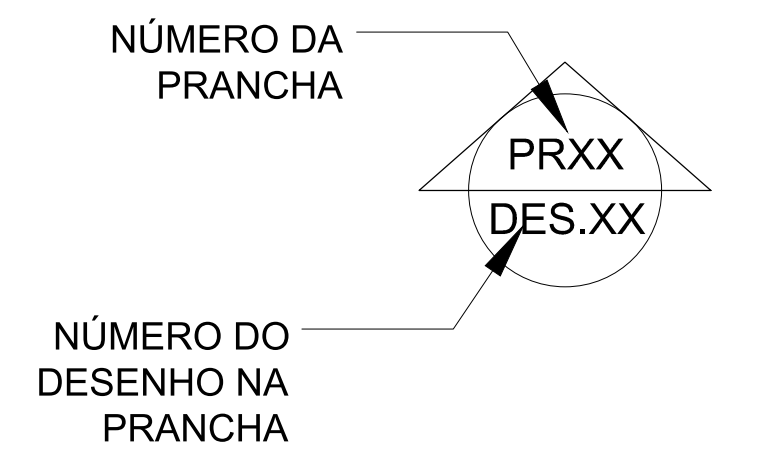 NÚMERO DA
PRANCHA
PRXX
DES.XX
NÚMERO DO
DESENHO NA
PRANCHA